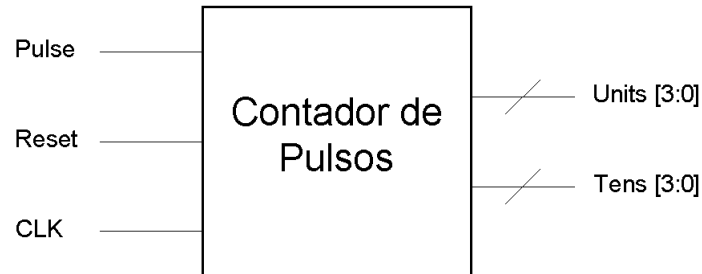 Pulse
Reset
CLK
Contador de
Pulsos
Units [3:0]
Tens [3:0]